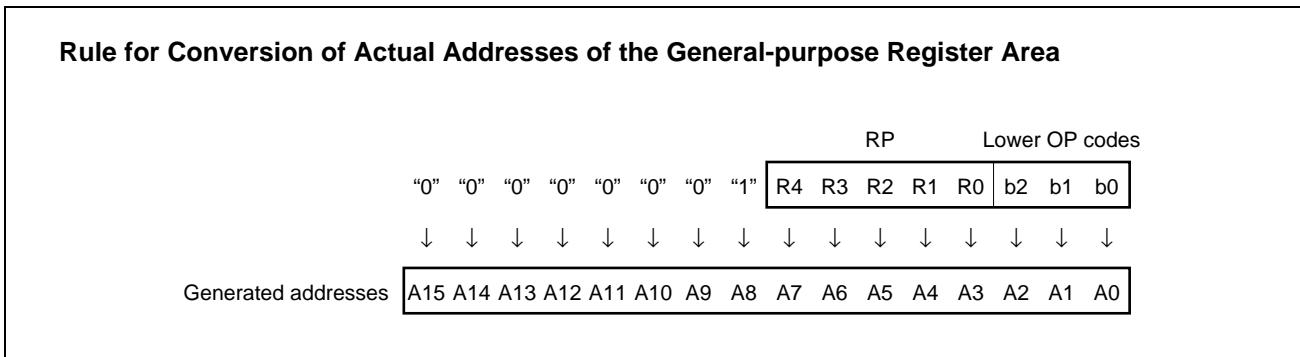 Rule for Conversion of Actual Addresses of the General-purpose Register Area
RP Lower OP codes
“0” “0” “0” “0” “0” “0” “0” “1” R4 R3 R2 R1 R0 b2 b1 b0
↓ ↓ ↓ ↓ ↓ ↓ ↓ ↓ ↓ ↓ ↓ ↓ ↓ ↓ ↓ ↓
Generated addresses A15 A14 A13 A12 A11 A10 A9 A8 A7 A6 A5 A4 A3 A2 A1 A0